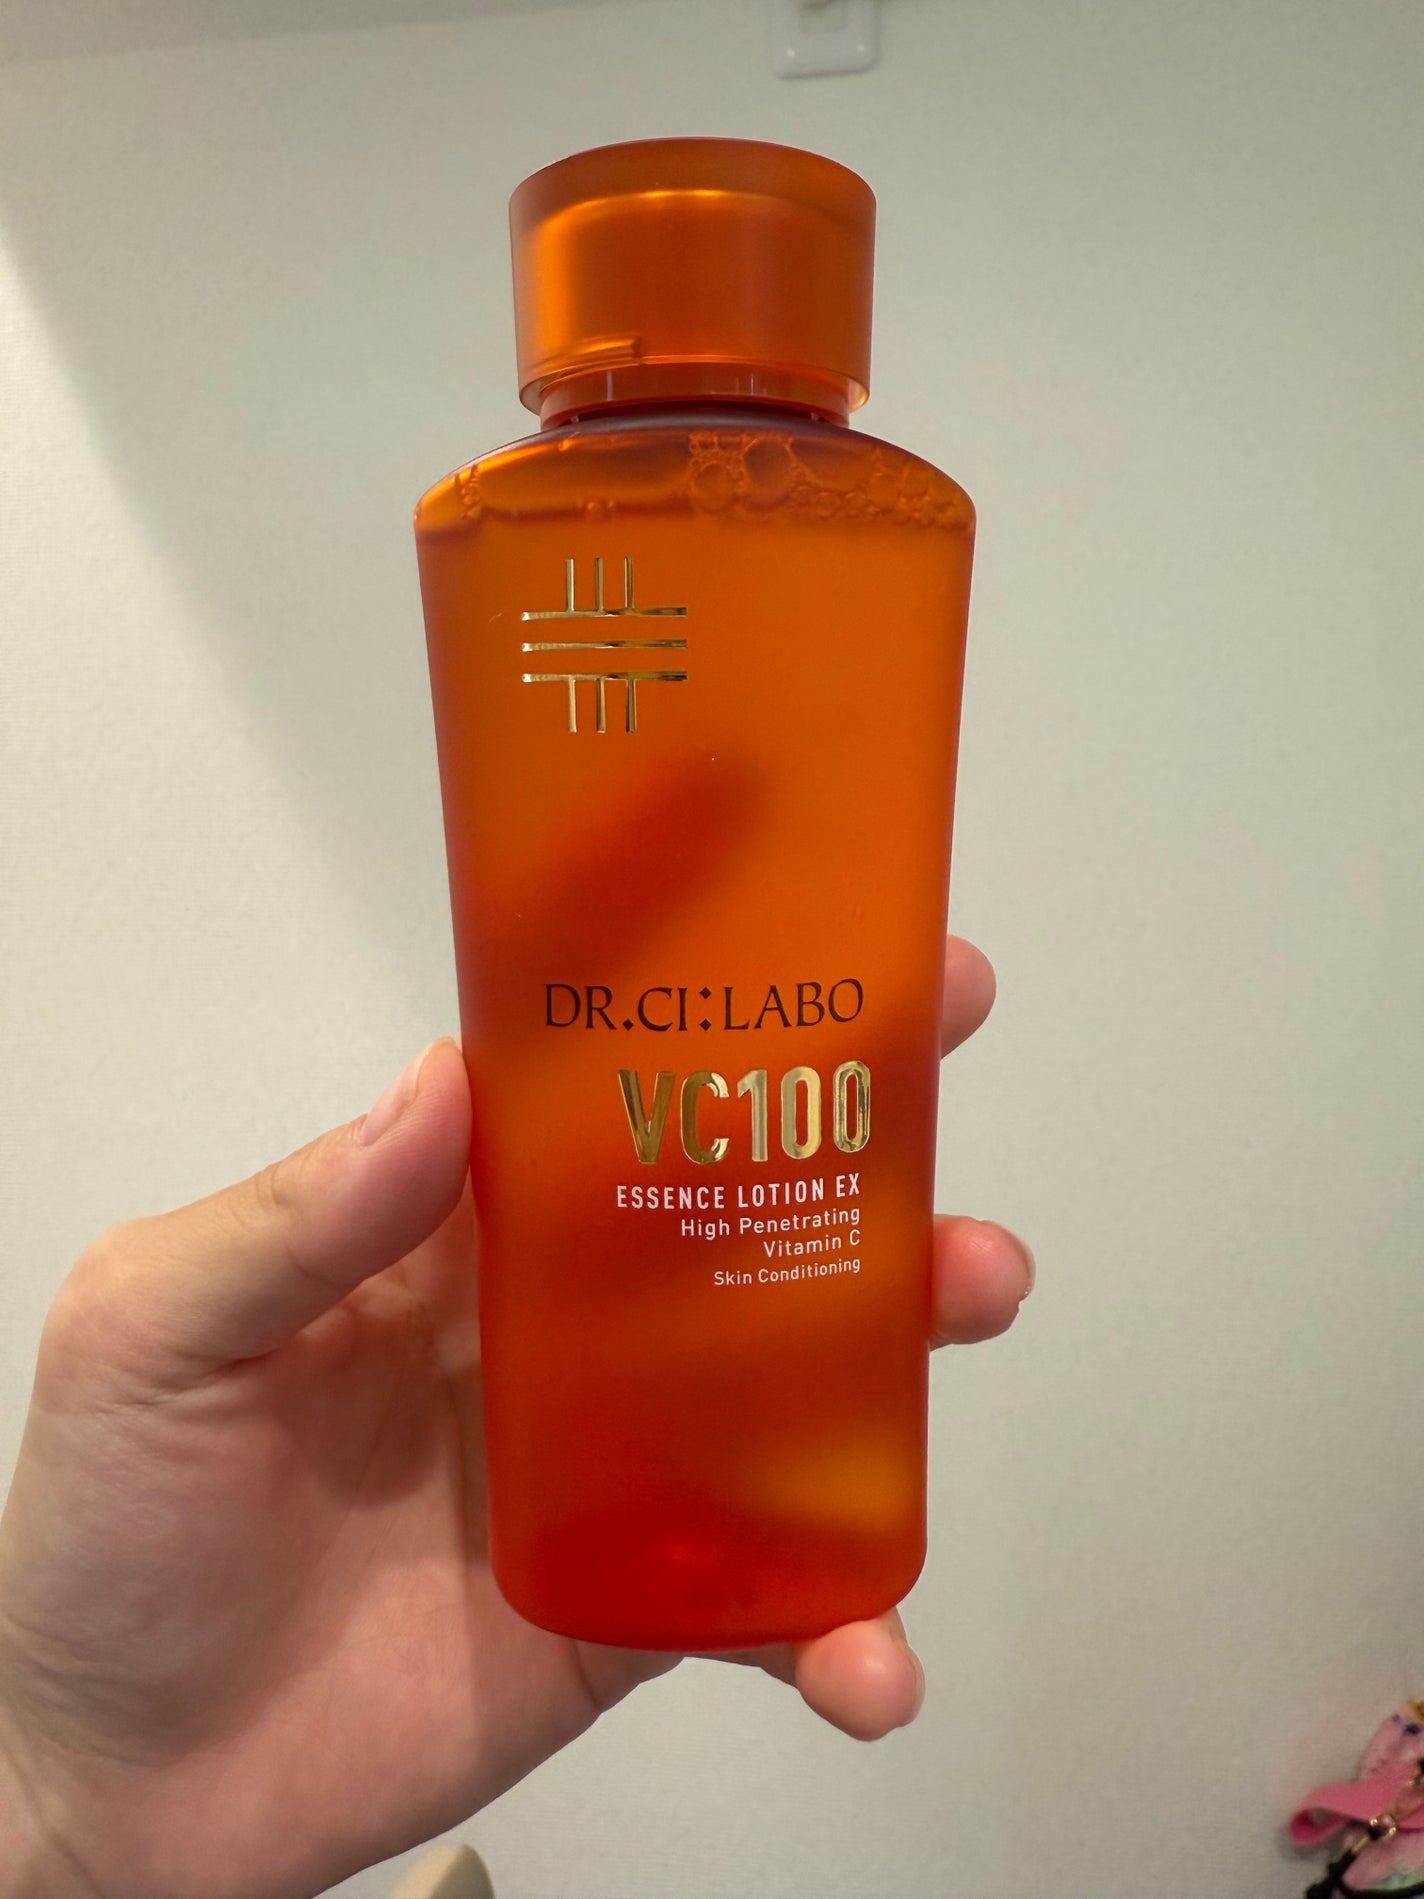 DR.CI:LABO
VC100
ESSENCE LOTION EX
High Penetrating
Vitamin C
Skin Conditioning